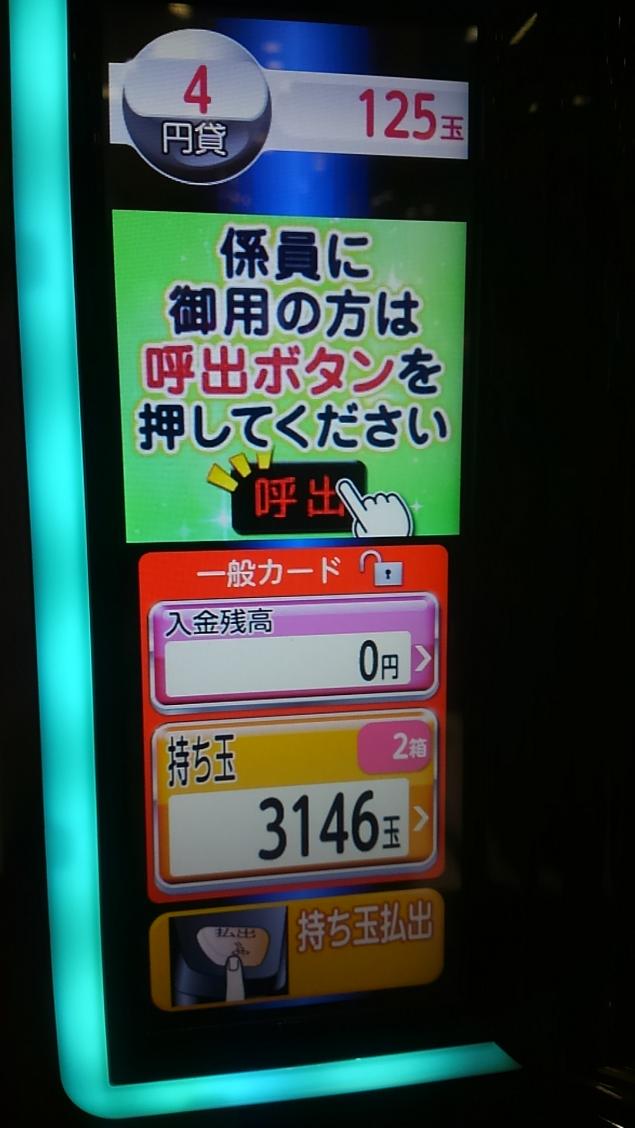 4
円貸
125玉
係員に
御用の方は
呼出ボタンを
押してください
呼出
一般カード
入金残高
0円
持ち玉
2箱
3146玉
払出
持ち玉払出